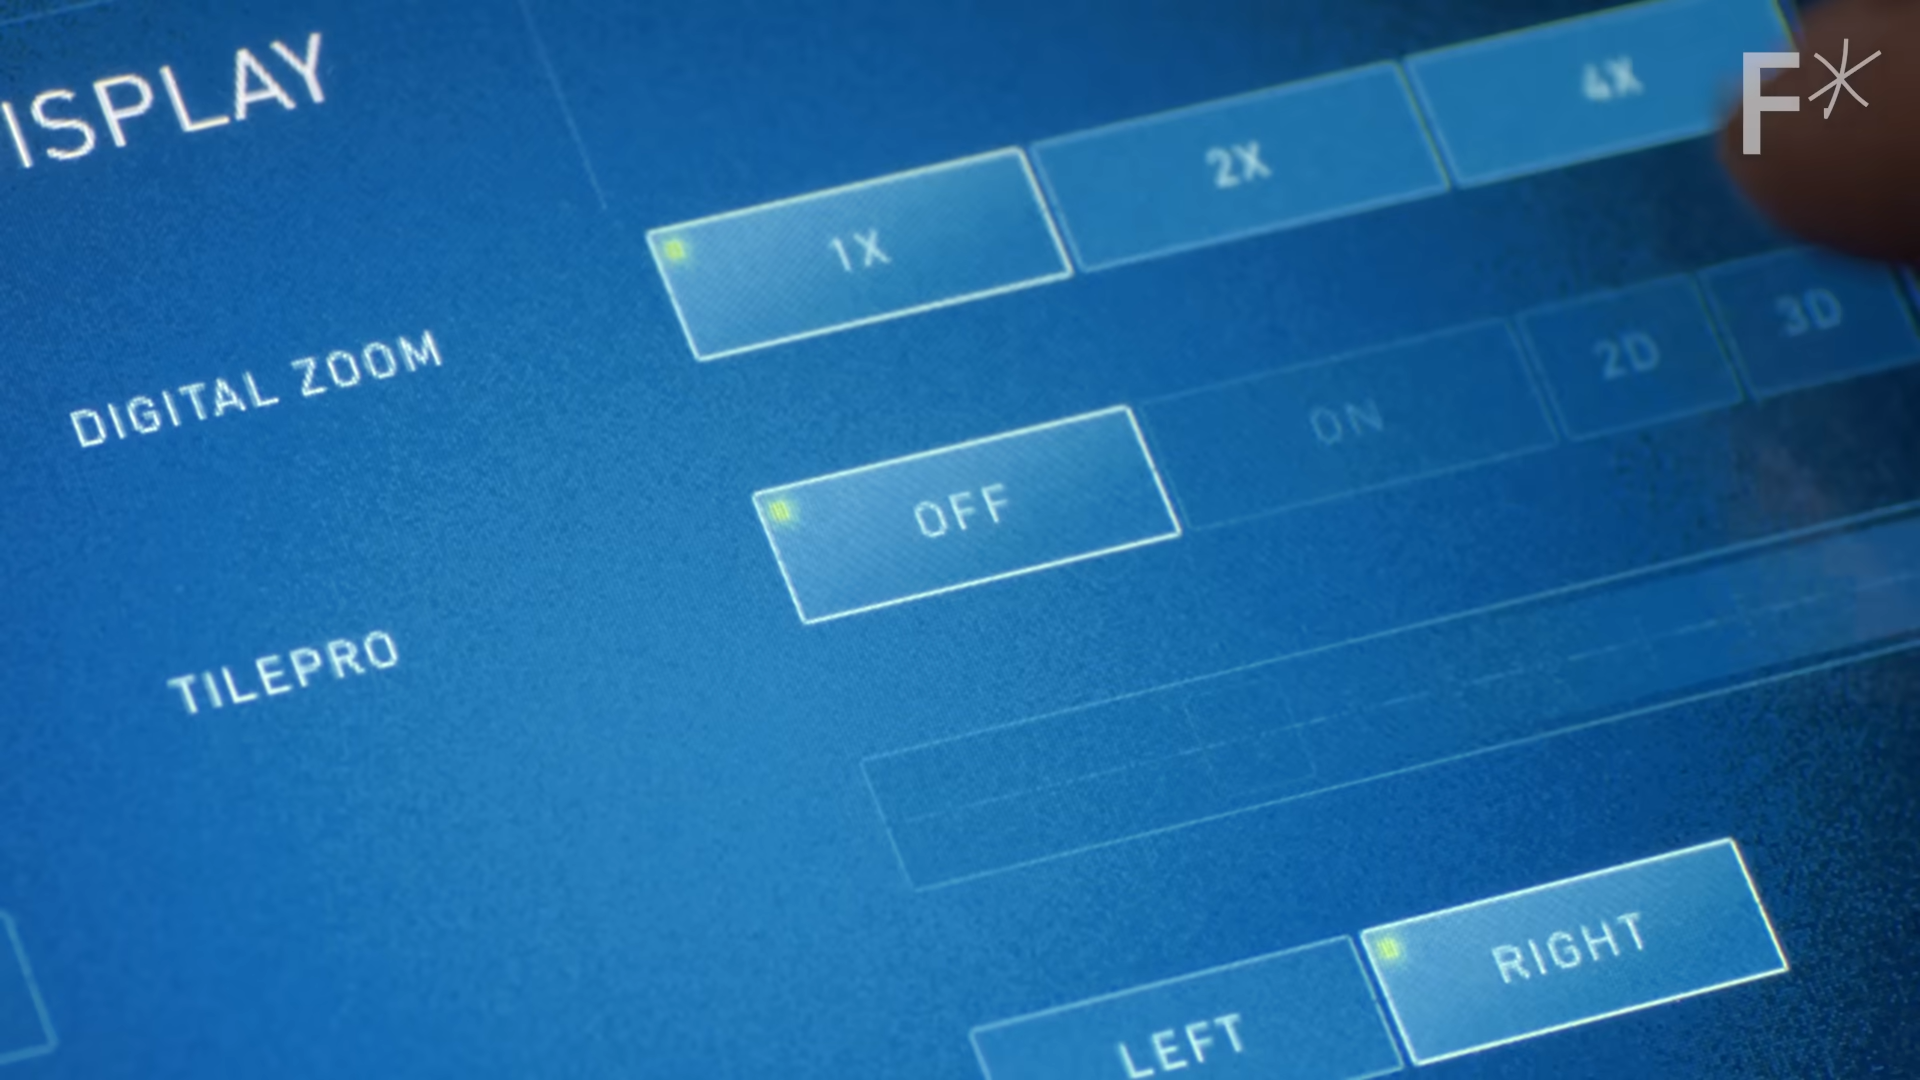 ISPLAY
DIGITAL ZOOM
1X
2X
4X
TILEPRO
OFF
ON
2D
3D
LEFT
RIGHT
F*